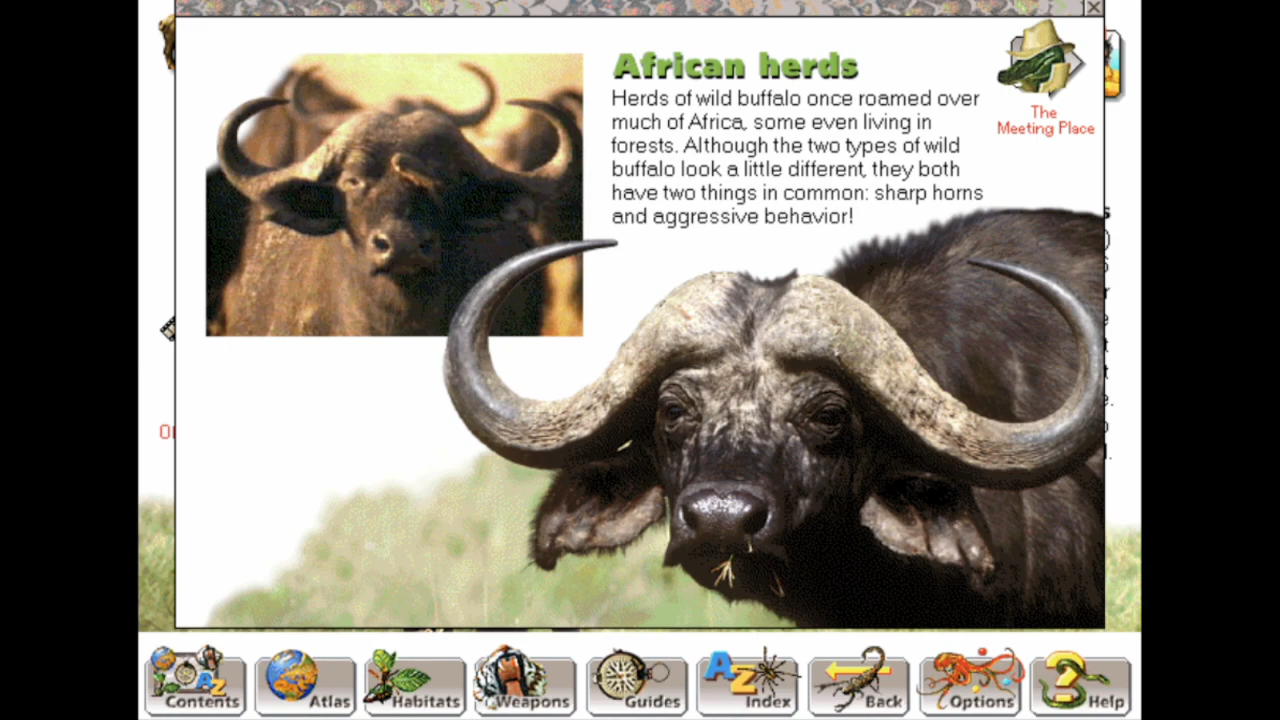 African herds
Herds of wild buffalo once roamed over
much of Africa, some even living in
forests. Although the two types of wild
buffalo look a little different, they both
have two things in common: sharp horns
and aggressive behavior!
The
Meeting Place
Contents
Atlas
Habitats
Weapons
Guides
AZ
Index
Back
Options
?
Help